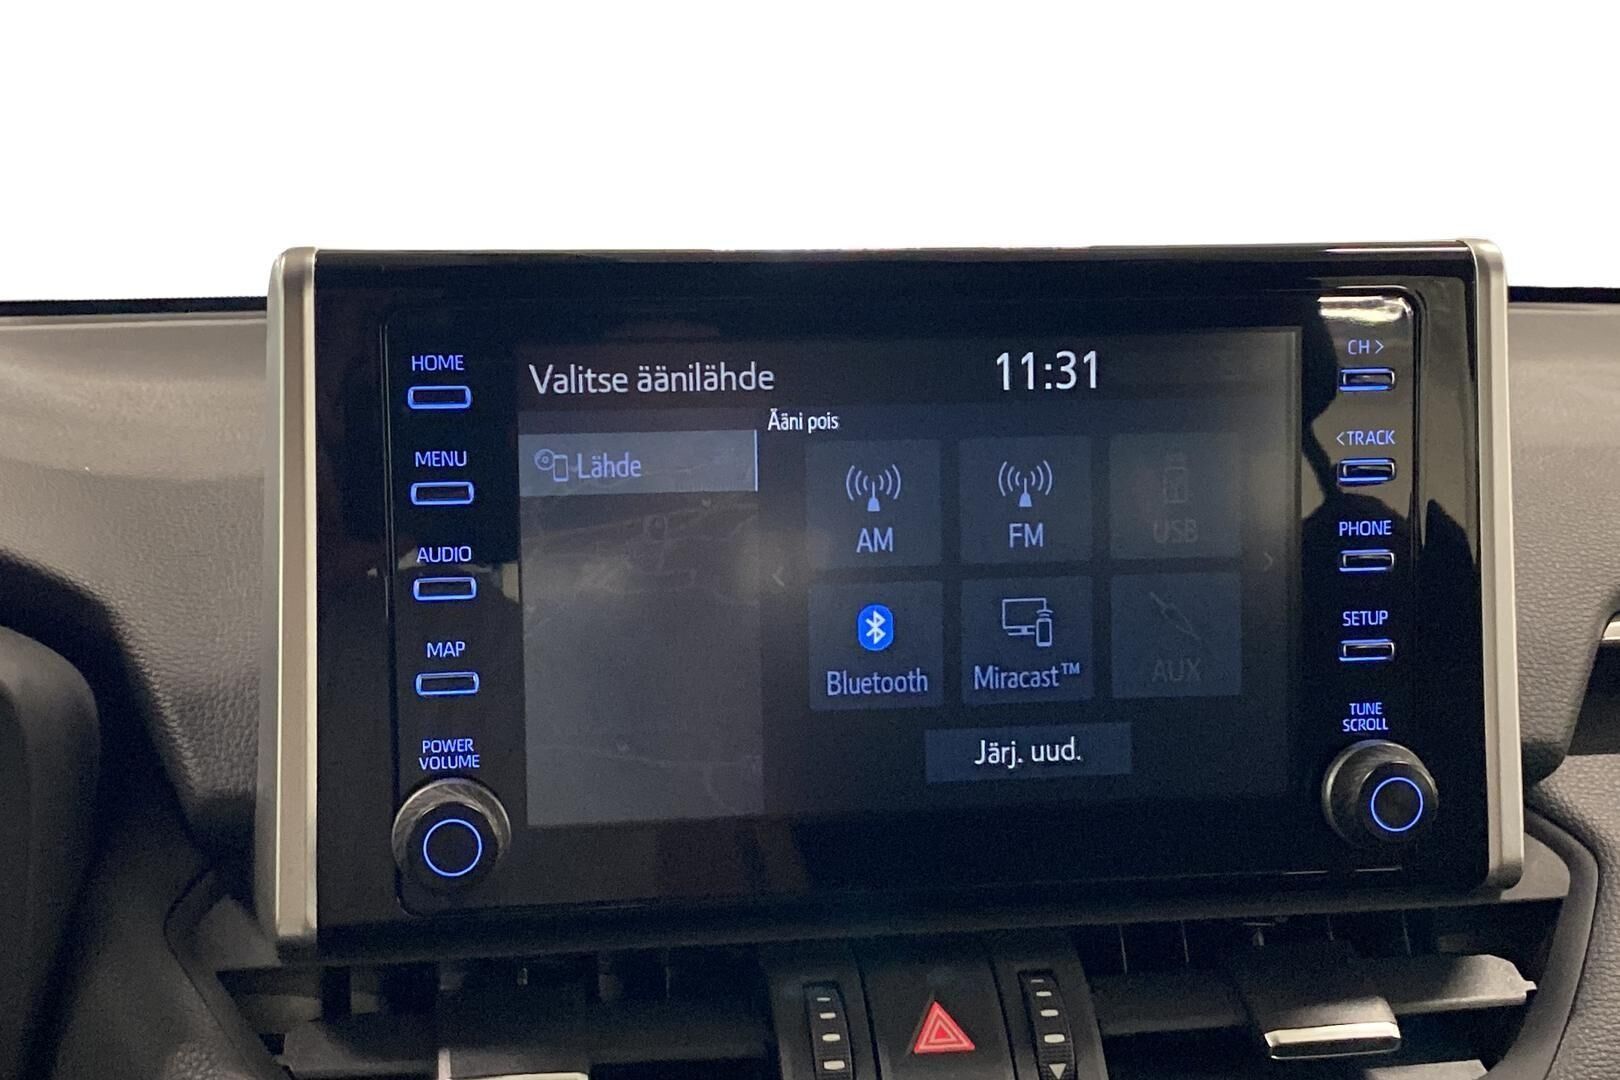 HOME
MENU
AUDIO
MAP
POWER
VOLUME
Valitse äänilähde
11:31
Ääni pois
Lähde
AM
FM
USB
Bluetooth
Miracast™
AUX
Järj. uud.
CH >
<TRACK
PHONE
SETUP
TUNE
SCROLL